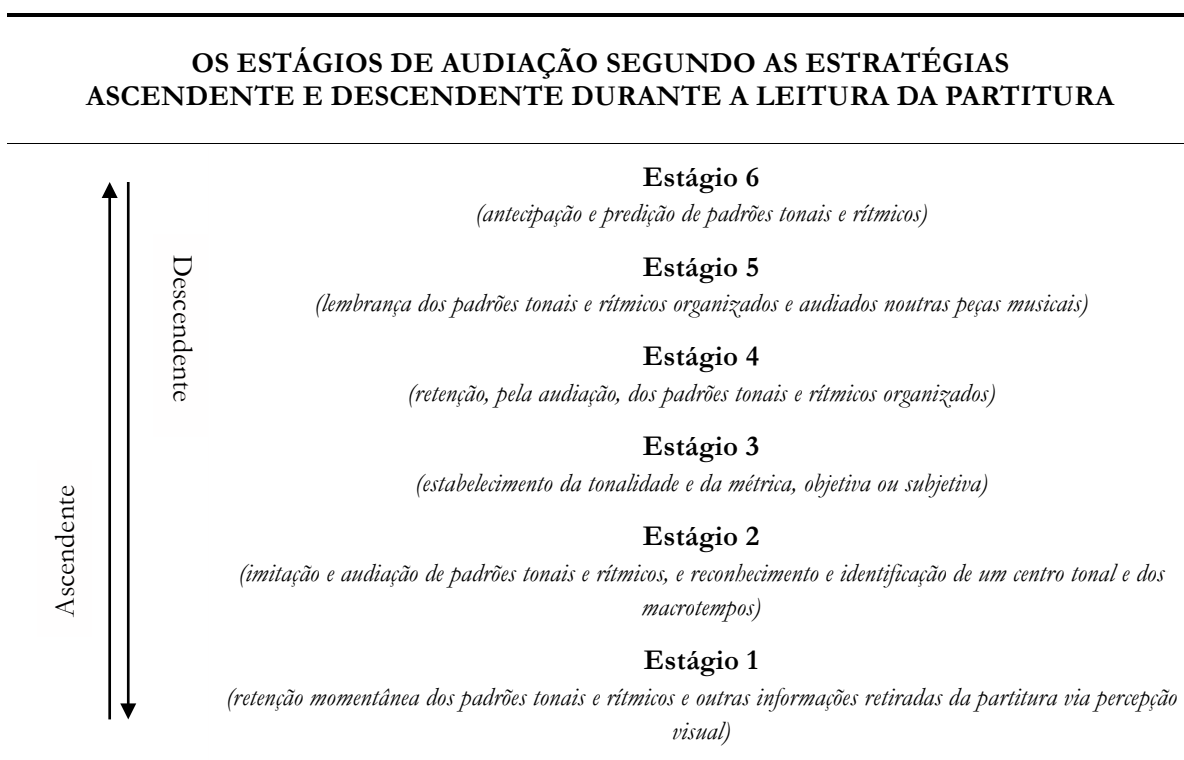 OS ESTÁGIOS DE AUDIAÇÃO SEGUNDO AS ESTRATÉGIAS
ASCENDENTE E DESCENDENTE DURANTE A LEITURA DA PARTITURA
Estágio 6
(antecipação e predição de padrões tonais e rítmicos)
Estágio 5
(lembrança dos padrões tonais e rítmicos organizados e audiados noutras peças musicais)
Estágio 4
(retenção, pela audiação, dos padrões tonais e rítmicos organizados)
Estágio 3
(estabelecimento da tonalidade e da métrica, objetiva ou subjetiva)
Estágio 2
(imitação e audiação de padrões tonais e rítmicos, e reconhecimento e identificação de um centro tonal e dos
macrotempos)
Estágio 1
(retenção momentânea dos padrões tonais e rítmicos e outras informações retiradas da partitura via percepção
visual)
Descendente
Ascendente